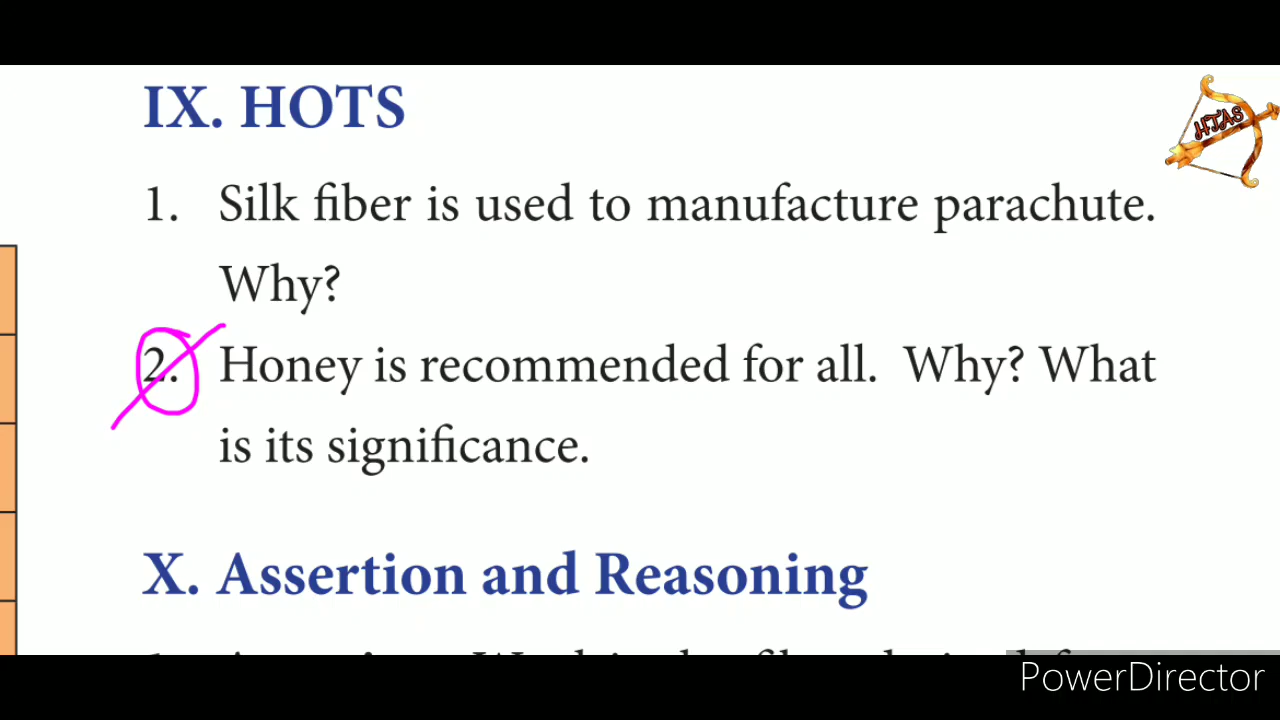 IX. HOTS
HTAS
1. Silk fiber is used to manufacture parachute.
Why?
2. Honey is recommended for all. Why? What
is its significance.
X. Assertion and Reasoning
PowerDirector